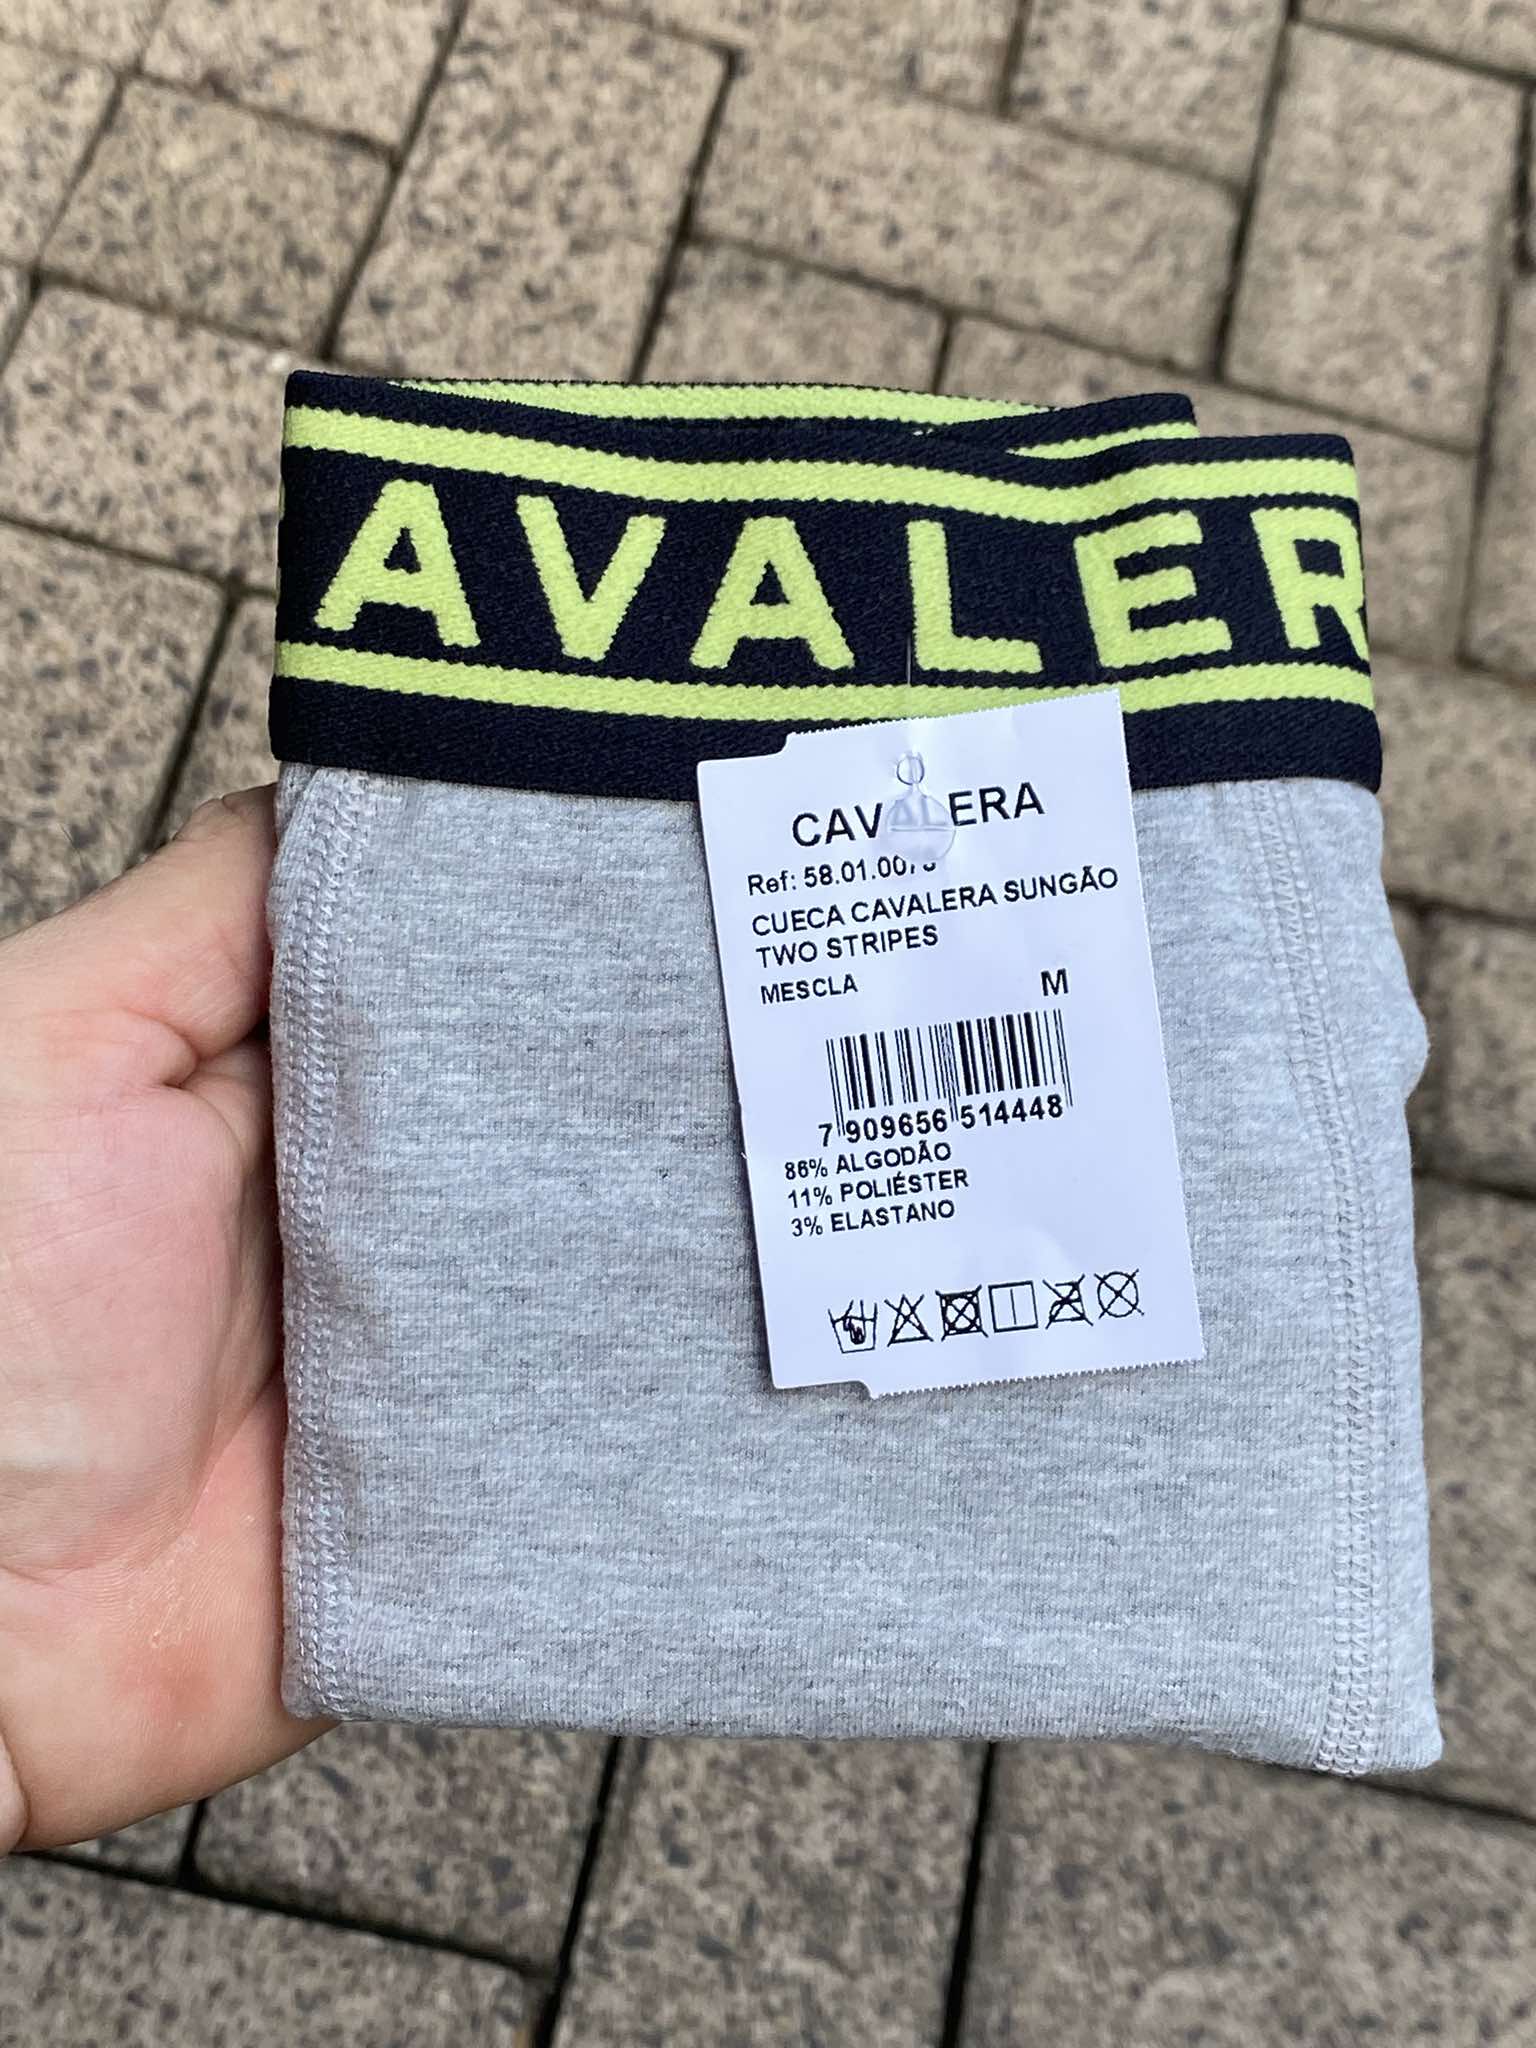 AVALER
CAV ERA
Ref: 58.01.007
CUECA CAVALERA SUNGÃO
TWO STRIPES
MESCLA M
7 909656 514448
86% ALGODÃO
11% POLIÉSTER
3% ELASTANO